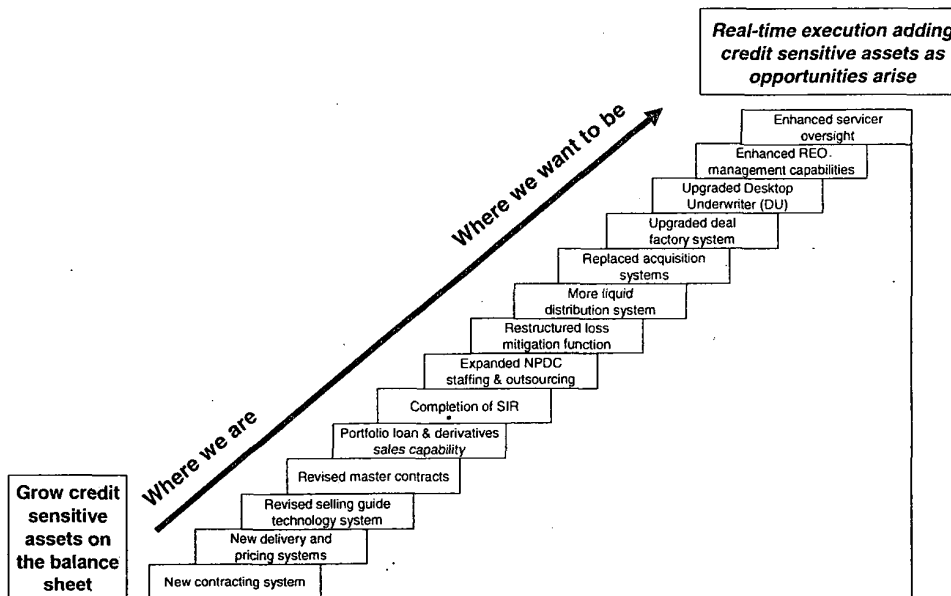 Real-time execution adding
credit sensitive assets as
opportunities arise
Enhanced servicer
oversight
Enhanced REO
management capabilities
Upgraded Desktop
Underwriter (DU)
Upgraded deal
factory system
Replaced acquisition
systems
More liquid
distribution system
Restructured loss
mitigation function
Expanded NPDC
staffing & outsourcing
Completion of SIR
Portfolio loan & derivatives
sales capability
Revised master contracts
Revised selling guide
technology system
New delivery and
pricing systems
New contracting system
Where we want to be
Where we are
Grow credit
sensitive
assets on
the balance
sheet